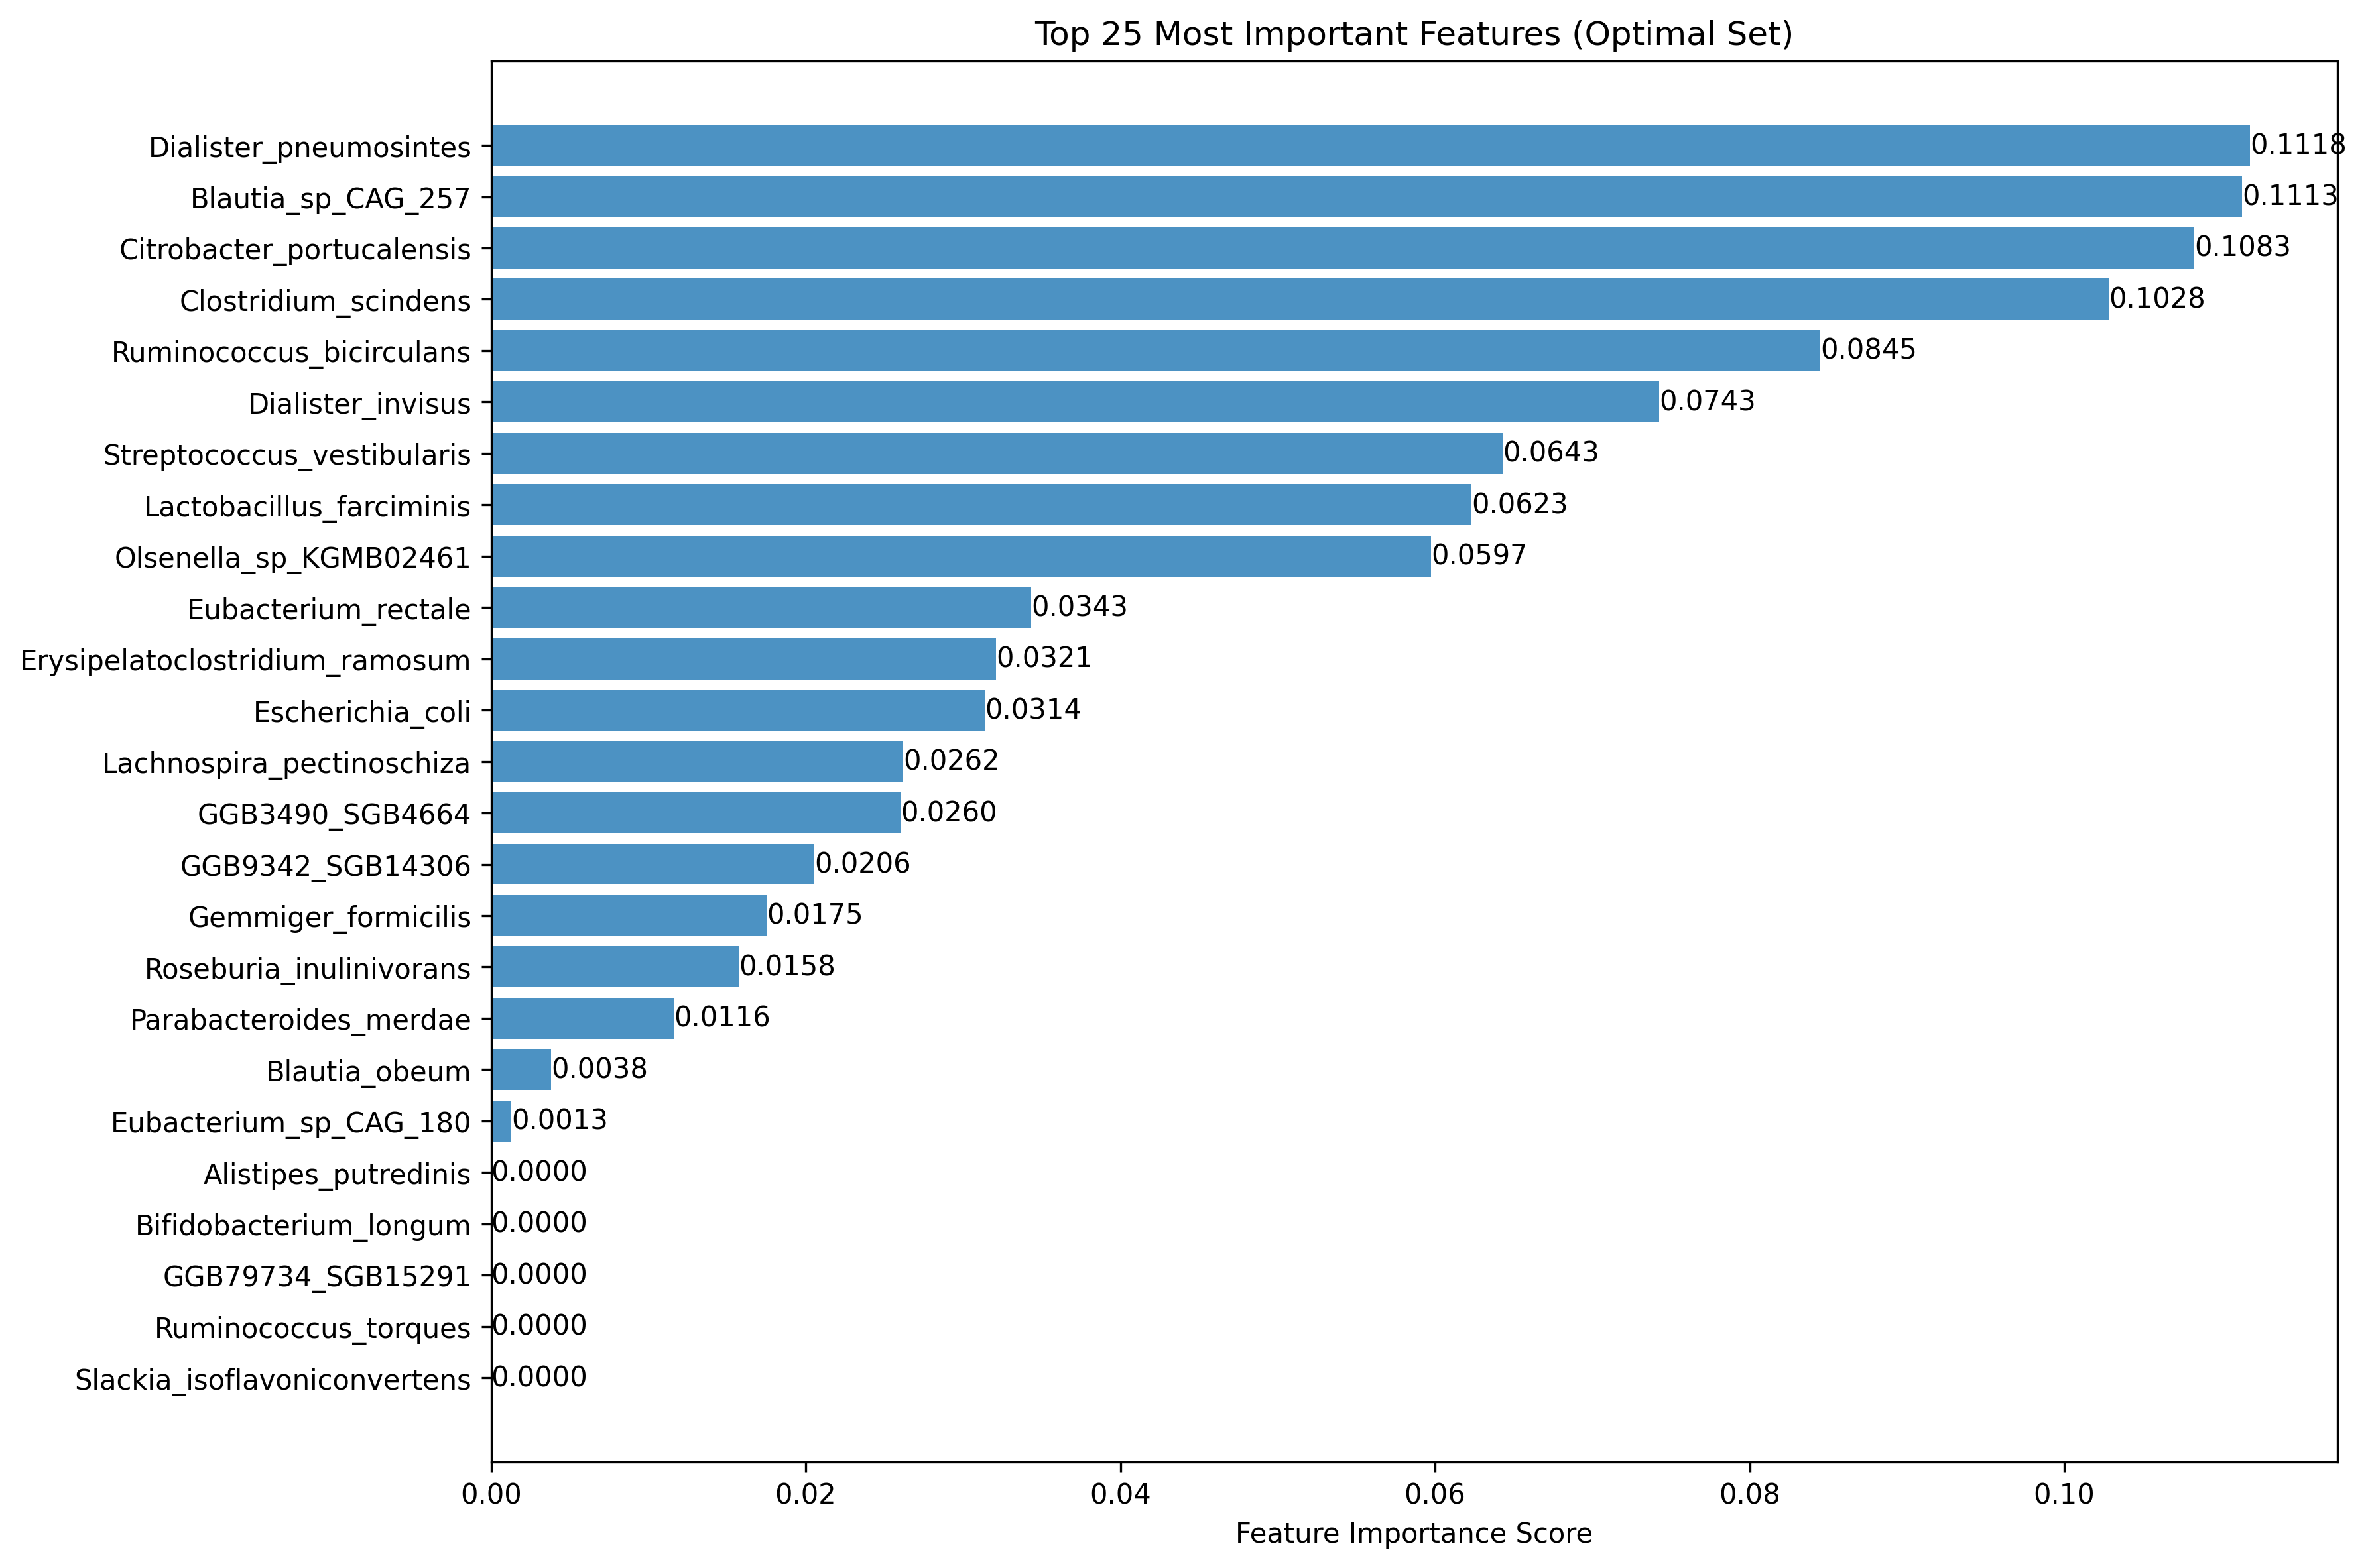 Top 25 Most Important Features (Optimal Set)
Dialister_pneumosintes 0.1118
Blautia_sp_CAG_257 0.1113
Citrobacter_portucalensis 0.1083
Clostridium_scindens 0.1028
Ruminococcus_bicirculans 0.0845
Dialister_invisus 0.0743
Streptococcus_vestibularis 0.0643
Lactobacillus_farciminis 0.0623
Olsenella_sp_KGMB02461 0.0597
Eubacterium_rectale 0.0343
Erysipelatoclostridium_ramosum 0.0321
Escherichia_coli 0.0314
Lachnospira_pectinoschiza 0.0262
GGB3490_SGB4664 0.0260
GGB9342_SGB14306 0.0206
Gemmiger_formicilis 0.0175
Roseburia_inulinivorans 0.0158
Parabacteroides_merdae 0.0116
Blautia_obeum 0.0038
Eubacterium_sp_CAG_180 0.0013
Alistipes_putredinis 0.0000
Bifidobacterium_longum 0.0000
GGB79734_SGB15291 0.0000
Ruminococcus_torques 0.0000
Slackia_isoflavoniconvertens 0.0000
0.00 0.02 0.04 0.06 0.08 0.10
Feature Importance Score